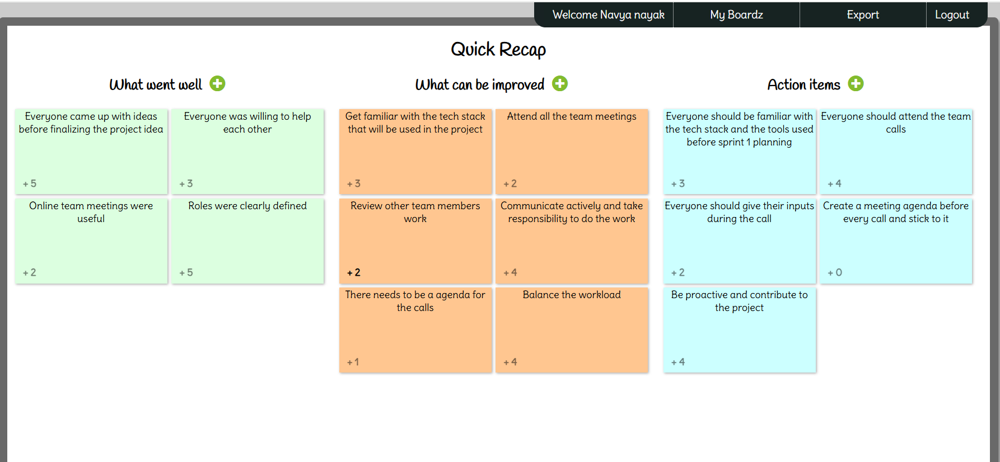 Welcome Navya nayak
My Boardz
Export
Logout
Quick Recap
What went well
Everyone came up with ideas
before finalizing the project idea
+ 5
Everyone was willing to help
each other
+ 3
Online team meetings were
useful
+ 2
Roles were clearly defined
+ 5
What can be improved
Get familiar with the tech stack
that will be used in the project
+ 3
Attend all the team meetings
+ 2
Review other team members
work
+ 2
Communicate actively and take
responsibility to do the work
+ 4
There needs to be a agenda for
the calls
+ 1
Balance the workload
+ 4
Action items
Everyone should be familiar with
the tech stack and the tools used
before sprint 1 planning
+ 3
Everyone should attend the team
calls
+ 4
Everyone should give their inputs
during the call
+ 2
Create a meeting agenda before
every call and stick to it
+ 0
Be proactive and contribute to
the project
+ 4